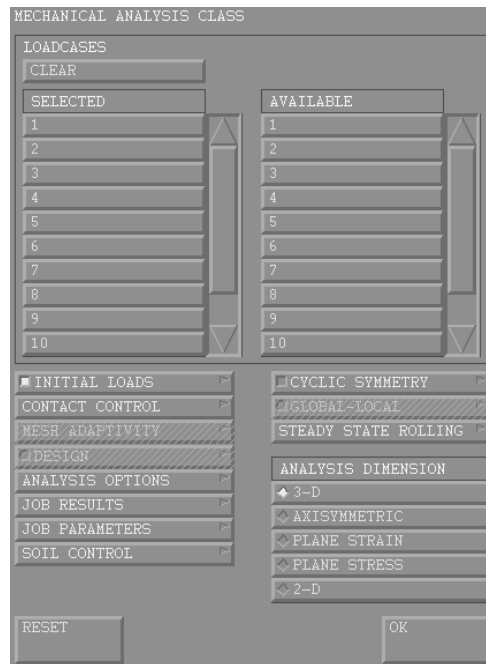 MECHANICAL ANALYSIS CLASS
LOADCASES
CLEAR
SELECTED
1
2
3
4
5
6
7
8
9
10
AVAILABLE
1
2
3
4
5
6
7
8
9
10
INITIAL LOADS
CONTACT CONTROL
MESH ADAPTIVITY
DESIGN
ANALYSIS OPTIONS
JOB RESULTS
JOB PARAMETERS
SOIL CONTROL
CYCLIC SYMMETRY
GLOBAL-LOCAL
STEADY STATE ROLLING
ANALYSIS DIMENSION
3-D
AXISYMMETRIC
PLANE STRAIN
PLANE STRESS
2-D
RESET
OK